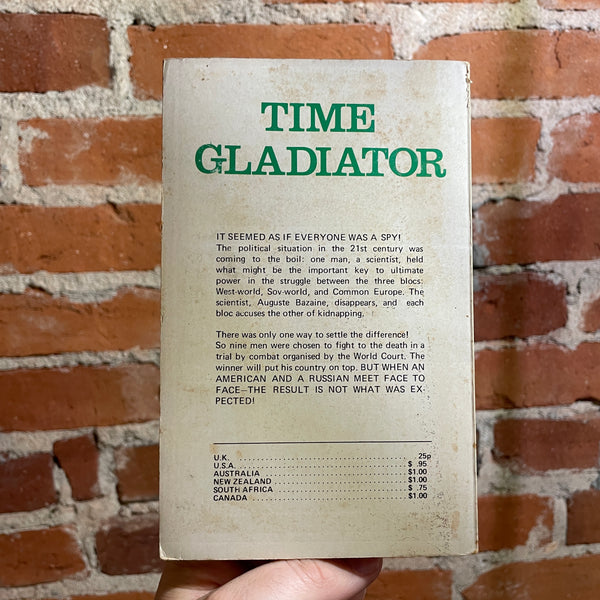 TIME
GLADIATOR
IT SEEMED AS IF EVERYONE WAS A SPY!
The political situation in the 21st century was
coming to the boil: one man, a scientist, held
what might be the important key to ultimate
power in the struggle between the three blocs:
West-world, Sov-world, and Common Europe. The
scientist, Auguste Bazaine, disappears, and each
bloc accuses the other of kidnapping.
There was only one way to settle the difference!
So nine men were chosen to fight to the death in a
trial by combat organised by the World Court. The
winner will put his country on top. BUT WHEN AN
AMERICAN AND A RUSSIAN MEET FACE TO
FACE—THE RESULT IS NOT WHAT WAS EX-
PECTED!
U.K. . . . . . . . . . . . . . . . . . . . . . . . . . . . . . 25p
U.S.A. . . . . . . . . . . . . . . . . . . . . . . . . . . . . $ .95
AUSTRALIA . . . . . . . . . . . . . . . . . . . . . . . . . $1.00
NEW ZEALAND . . . . . . . . . . . . . . . . . . . . . . . $1.00
SOUTH AFRICA . . . . . . . . . . . . . . . . . . . . . . $ .75
CANADA . . . . . . . . . . . . . . . . . . . . . . . . . . . $1.00